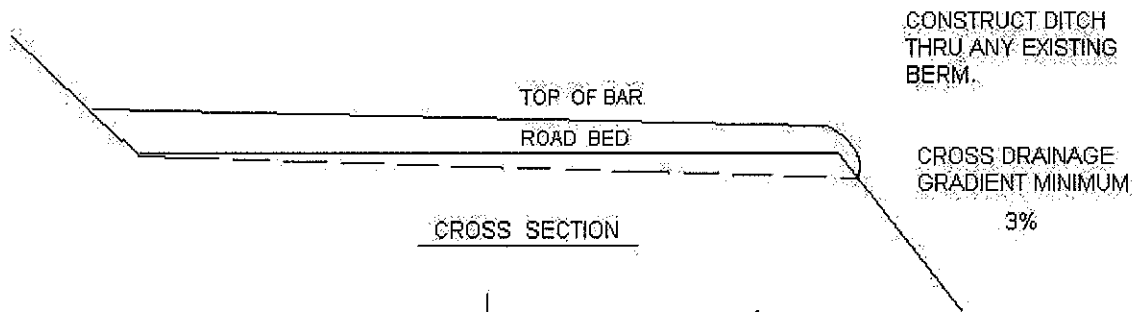 CONSTRUCT DITCH
THRU ANY EXISTING
BERM.
TOP OF BAR
ROAD BED
CROSS DRAINAGE
GRADIENT MINIMUM
3%
CROSS SECTION